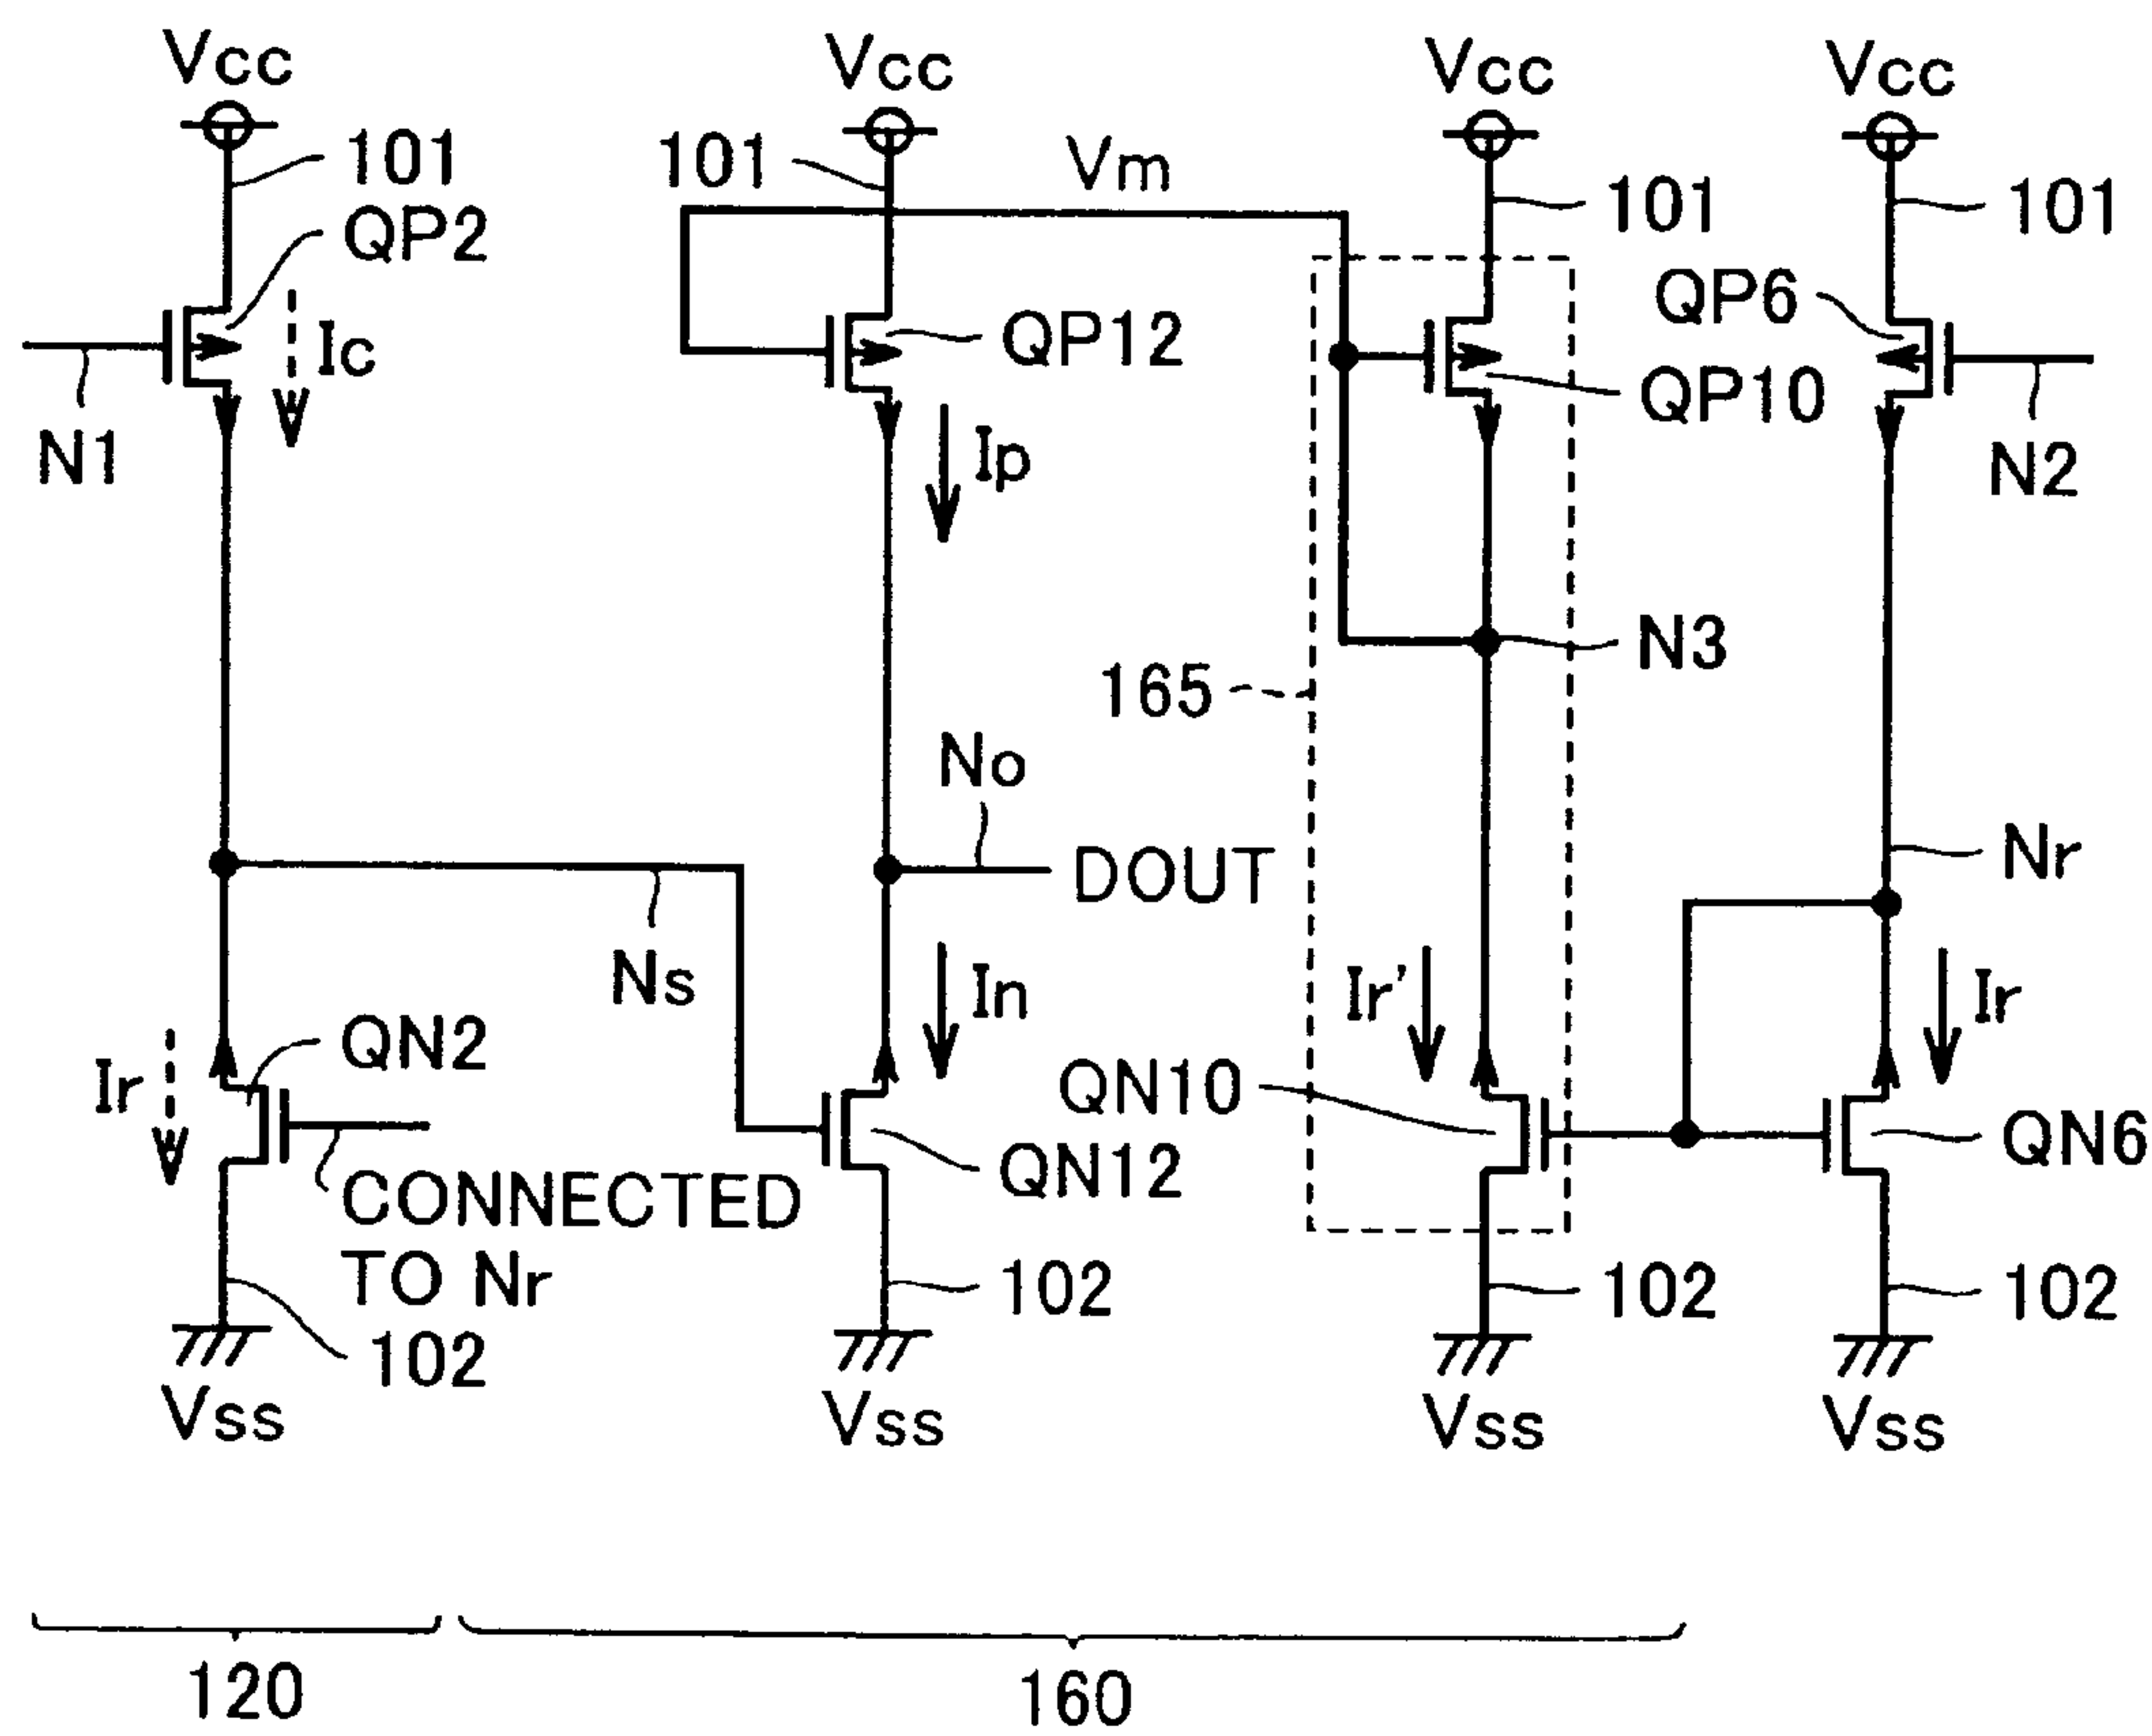 Vcc
Vcc
Vcc
Vcc
101
101
Vm
101
101
QP2
QP6
Ic
QP12
QP10
N1
Ip
N2
N3
165
No
DOUT
Nr
Ns
In
Ir'
Ir
Ir
QN2
QN10
QN12
QN6
CONNECTED
TO Nr
102
102
102
102
Vss
Vss
Vss
Vss
120
160